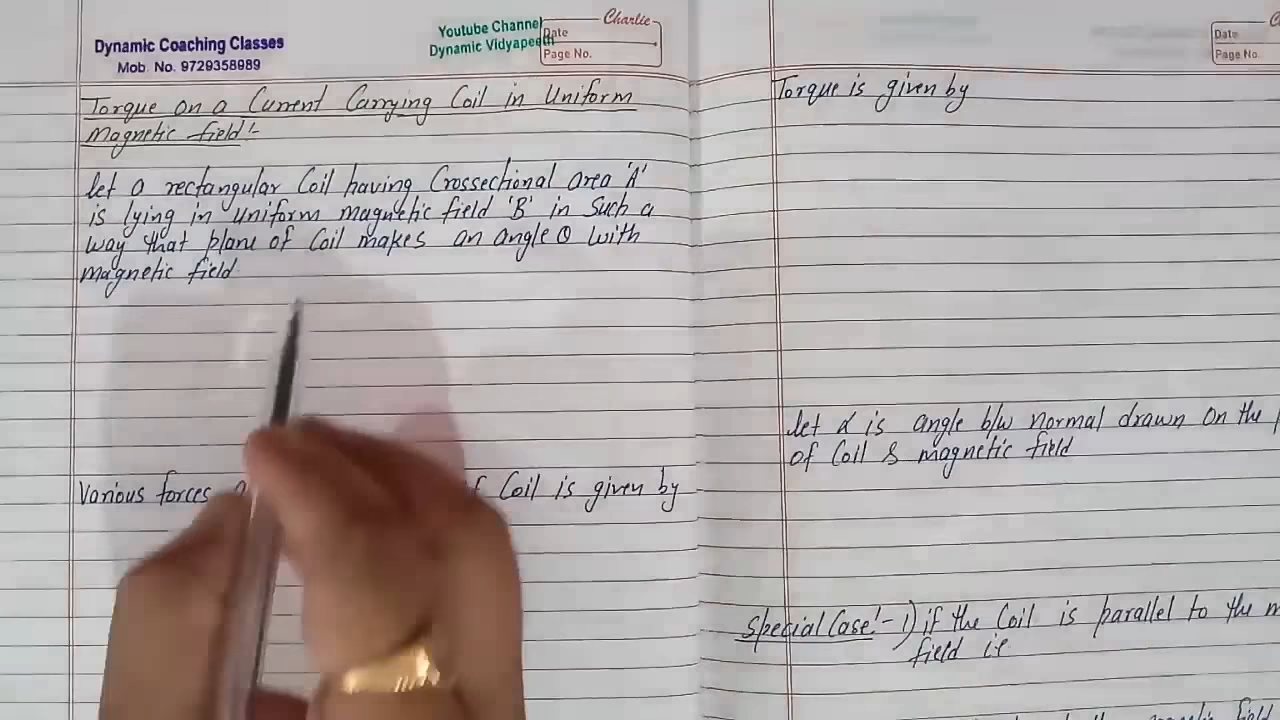 Dynamic Coaching Classes
Mob. No. 9729358989
Youtube Channel
Dynamic Vidyapeeth
Charlie
Date
Page No.
Torque on a Current Carrying Coil in Uniform
Magnetic field:-
let a rectangular Coil having Crossectional area 'A'
is lying in uniform magnetic field 'B' in Such a
way that plane of Coil makes an angle θ with
magnetic field
Various forces
of Coil is given by
Date
Page No.
Torque is given by
let α is angle b/w normal drawn on the
of Coil & magnetic field
Special Case:- 1) if the Coil is parallel to the
field ie